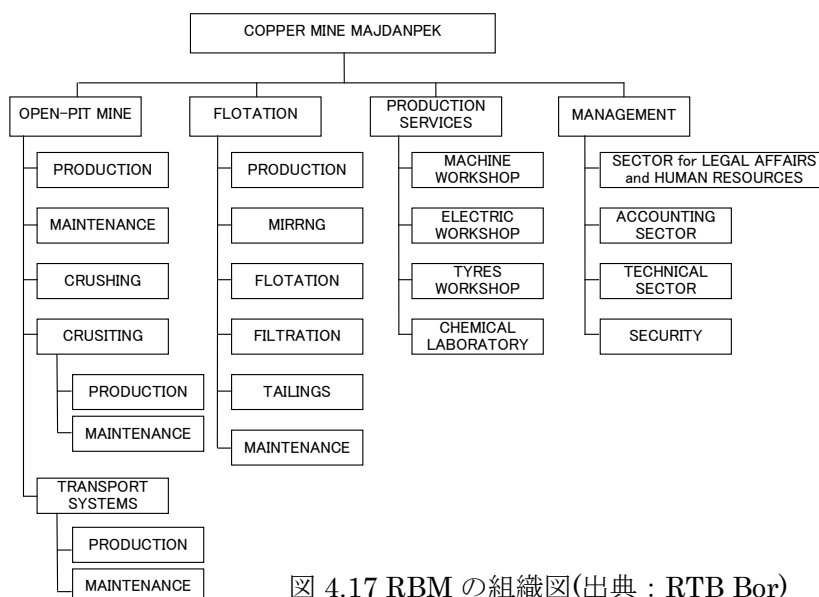 COPPER MINE MAJDANPEK
OPEN-PIT MINE
PRODUCTION
MAINTENANCE
CRUSHING
CRUSITING
PRODUCTION
MAINTENANCE
TRANSPORT
SYSTEMS
PRODUCTION
MAINTENANCE
FLOTATION
PRODUCTION
MIRRNG
FLOTATION
FILTRATION
TAILINGS
MAINTENANCE
PRODUCTION
SERVICES
MACHINE
WORKSHOP
ELECTRIC
WORKSHOP
TYRES
WORKSHOP
CHEMICAL
LABORATORY
MANAGEMENT
SECTOR for LEGAL AFFAIRS
and HUMAN RESOURCES
ACCOUNTING
SECTOR
TECHNICAL
SECTOR
SECURITY
図 4.17 RBM の組織図(出典：RTB Bor)